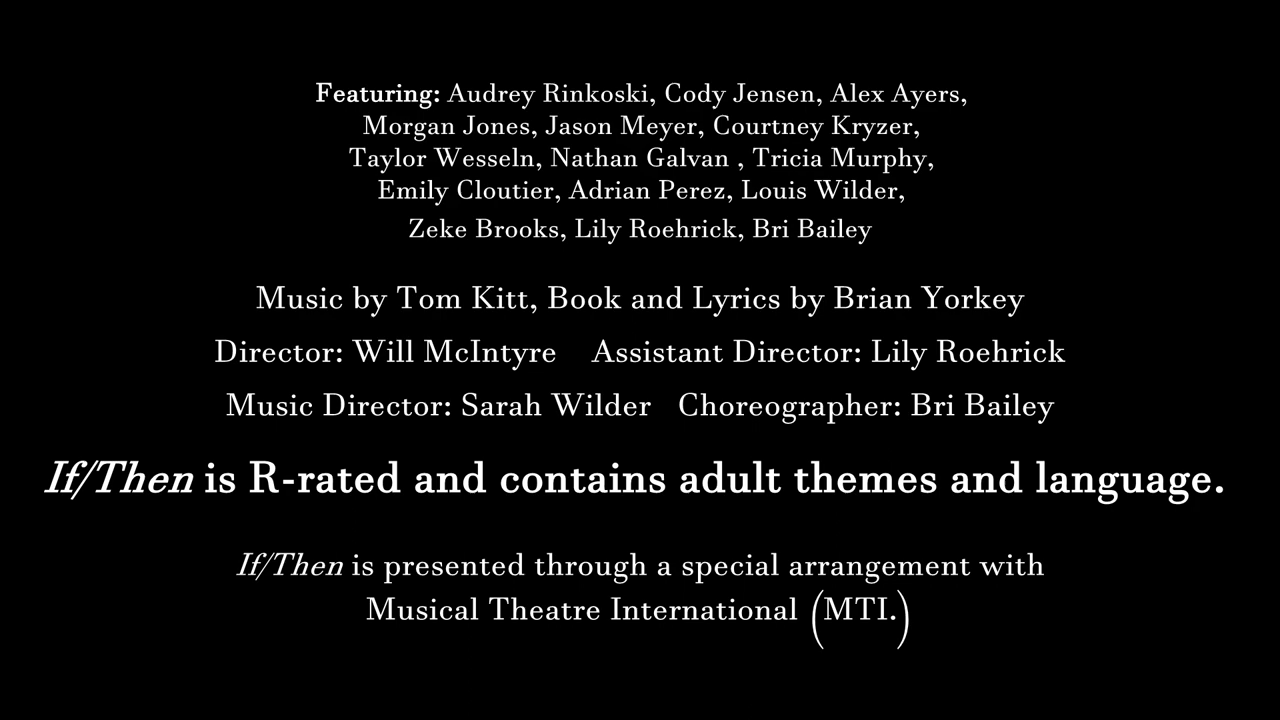 Featuring: Audrey Rinkoski, Cody Jensen, Alex Ayers,
Morgan Jones, Jason Meyer, Courtney Kryzer,
Taylor Wesseln, Nathan Galvan , Tricia Murphy,
Emily Cloutier, Adrian Perez, Louis Wilder,
Zeke Brooks, Lily Roehrick, Bri Bailey
Music by Tom Kitt, Book and Lyrics by Brian Yorkey
Director: Will McIntyre Assistant Director: Lily Roehrick
Music Director: Sarah Wilder Choreographer: Bri Bailey
If/Then is R-rated and contains adult themes and language.
If/Then is presented through a special arrangement with
Musical Theatre International (MTI.)